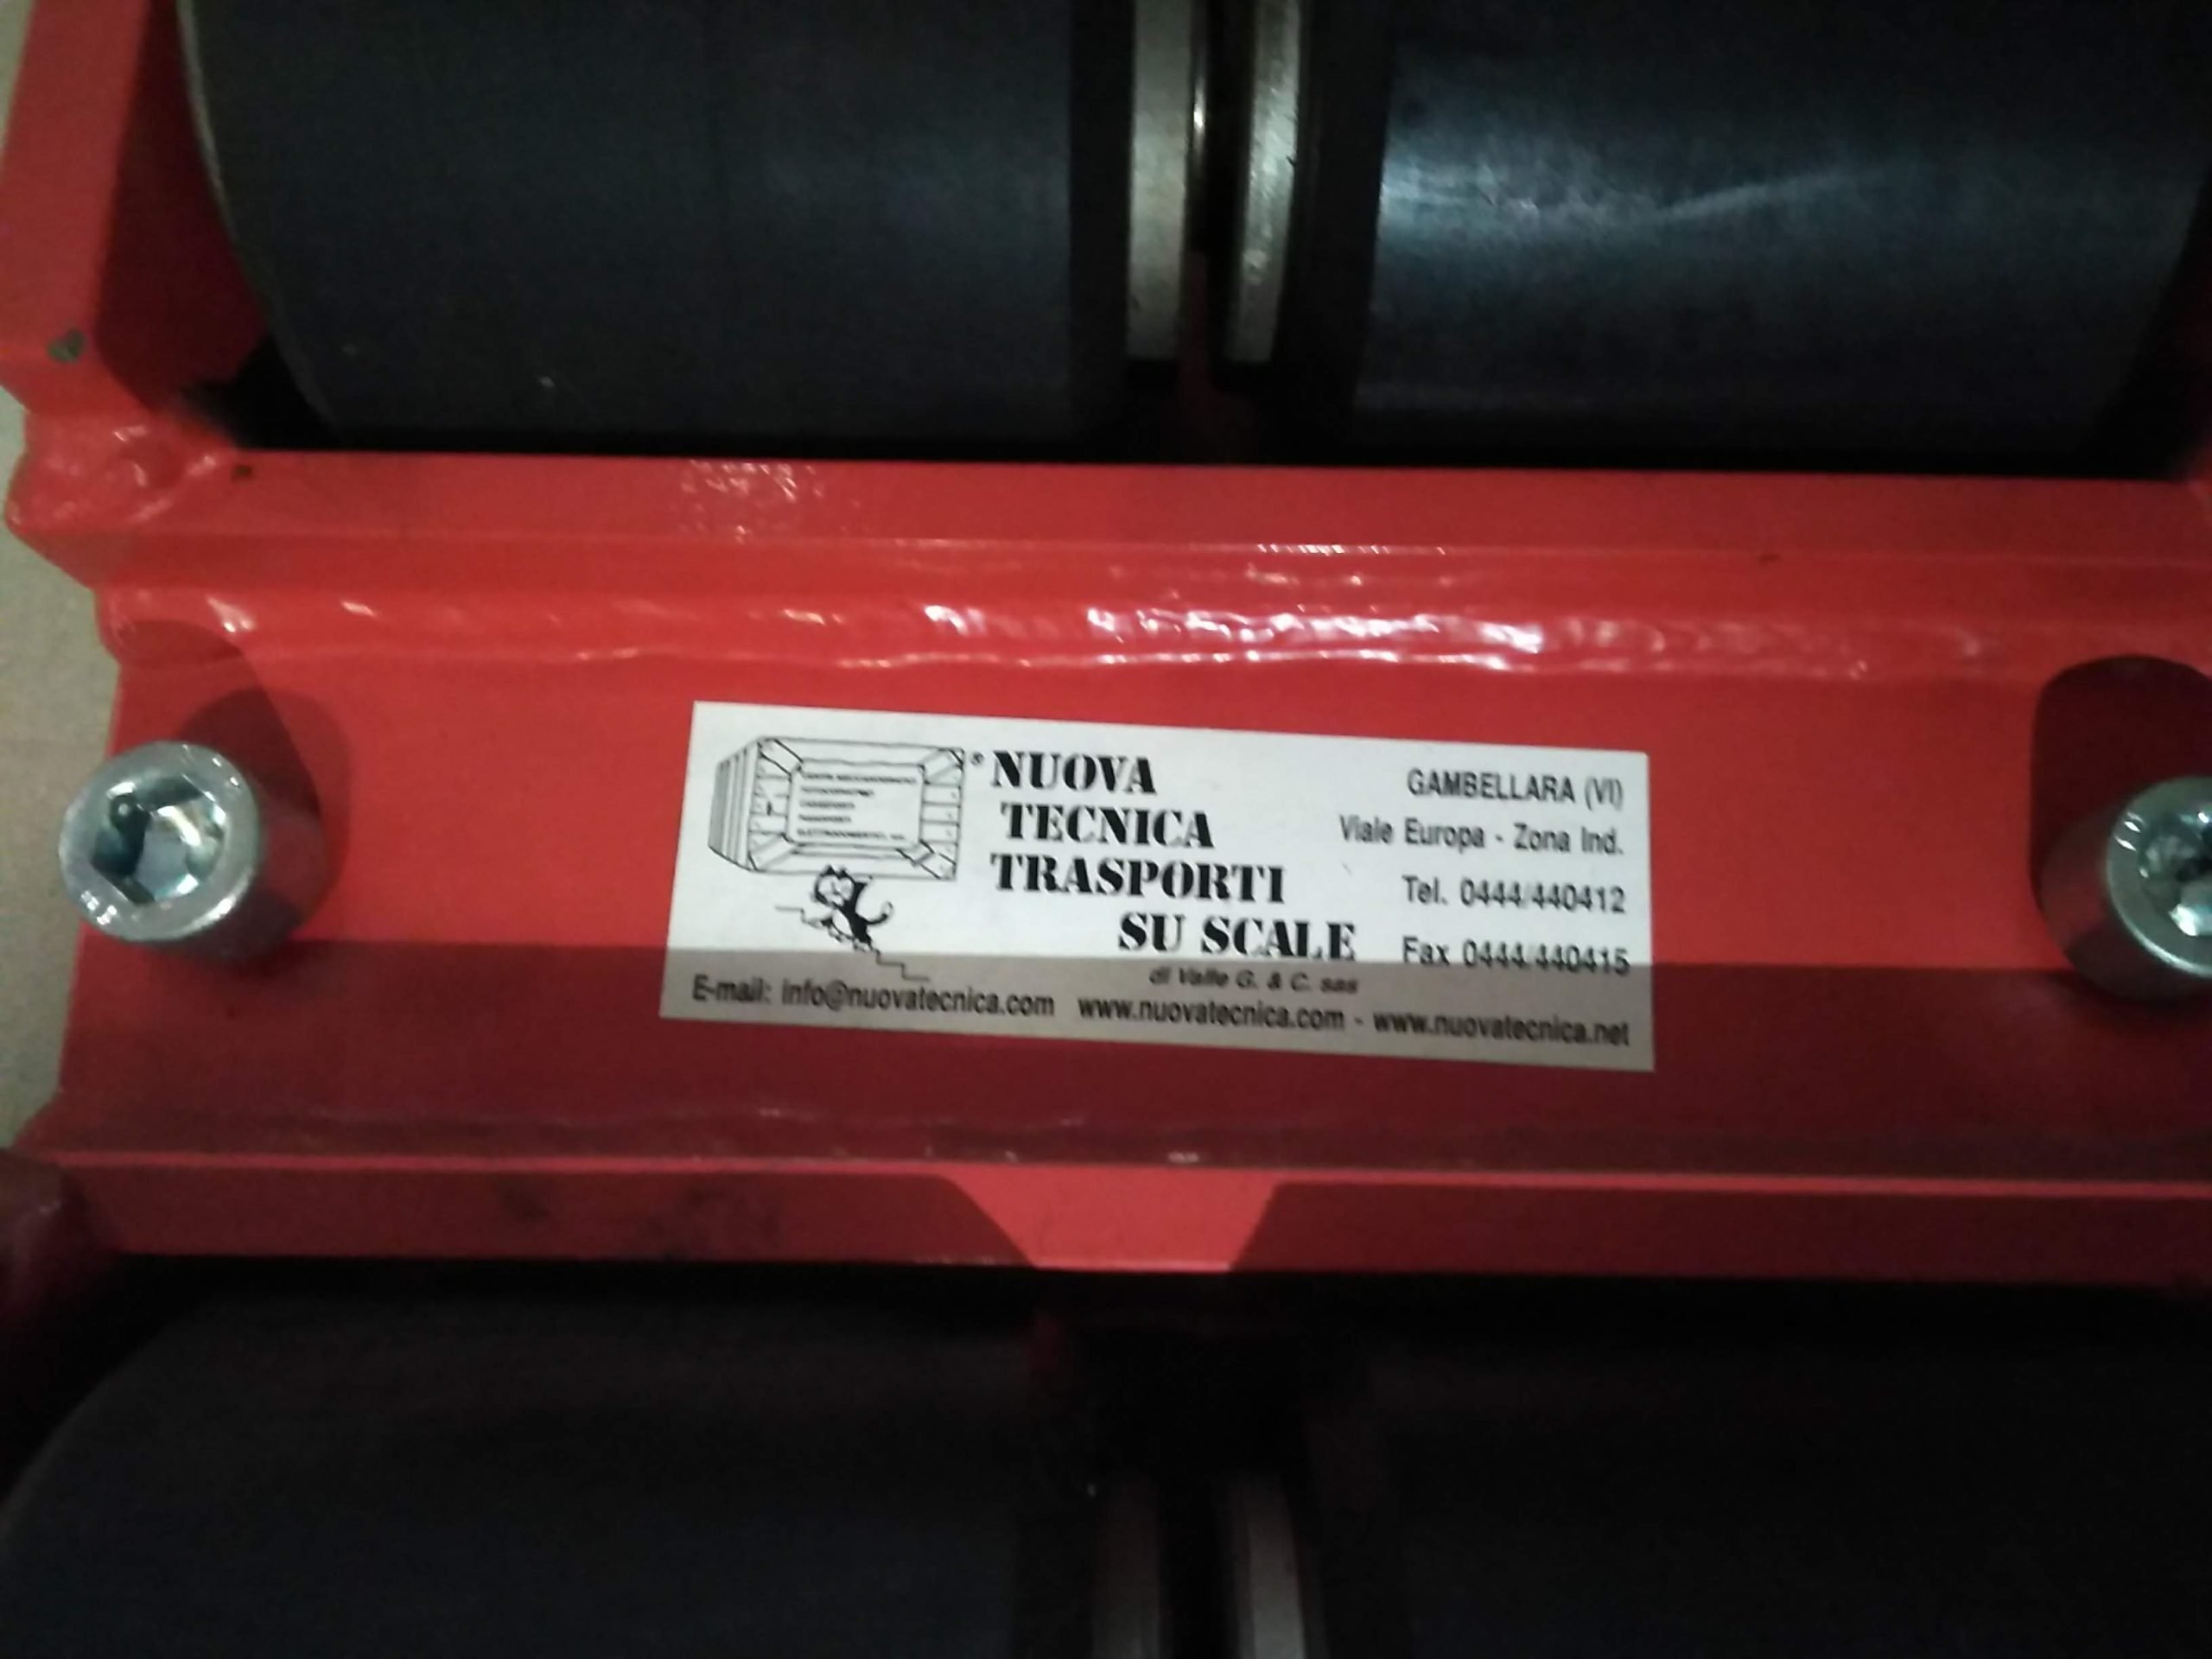 NUOVA
TECNICA
TRASPORTI
SU SCALE
di Valle G. & C. sas
GAMBELLARA (VI)
Viale Europa - Zona Ind.
Tel. 0444/440412
Fax 0444/440415
E-mail: info@nuovatecnica.com www.nuovatecnica.com - www.nuovatecnica.net